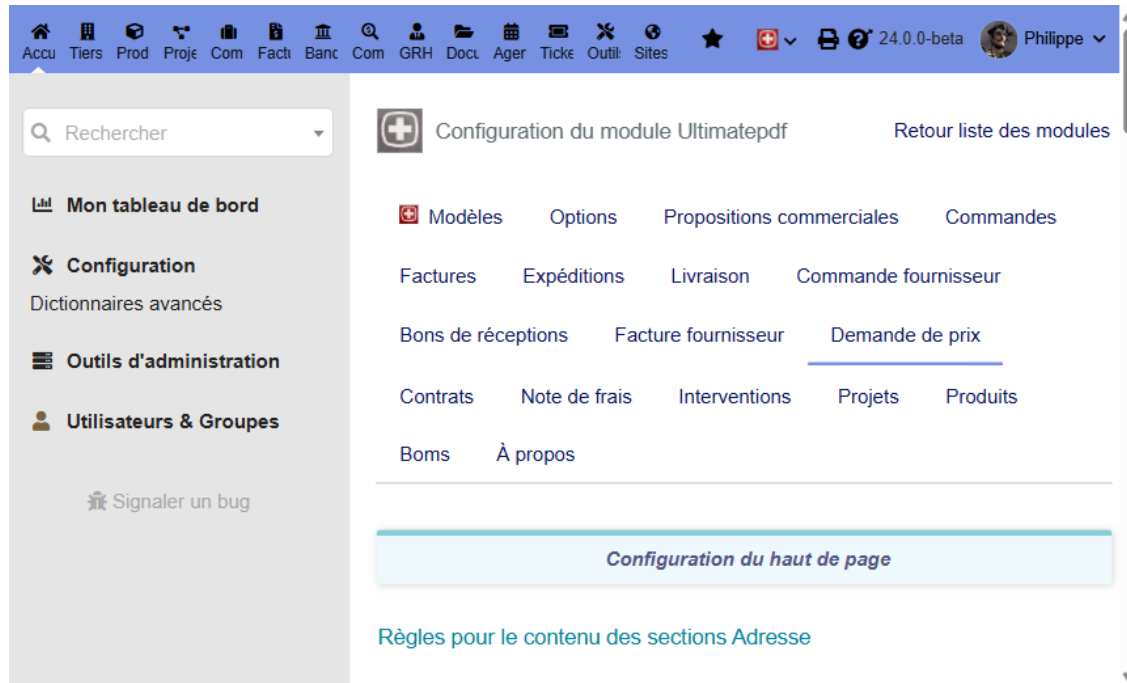 Accu Tiers Prod Proje Com Factu Banc Com GRH Docu Ager Ticke Outils Sites 24.0.0-beta Philippe
Rechercher
Configuration du module Ultimatepdf Retour liste des modules
Mon tableau de bord
Modèles Options Propositions commerciales Commandes
Configuration
Factures Expéditions Livraison Commande fournisseur
Dictionnaires avancés
Bons de réceptions Facture fournisseur Demande de prix
Outils d'administration
Contrats Note de frais Interventions Projets Produits
Utilisateurs & Groupes
Boms À propos
Signaler un bug
Configuration du haut de page
Règles pour le contenu des sections Adresse